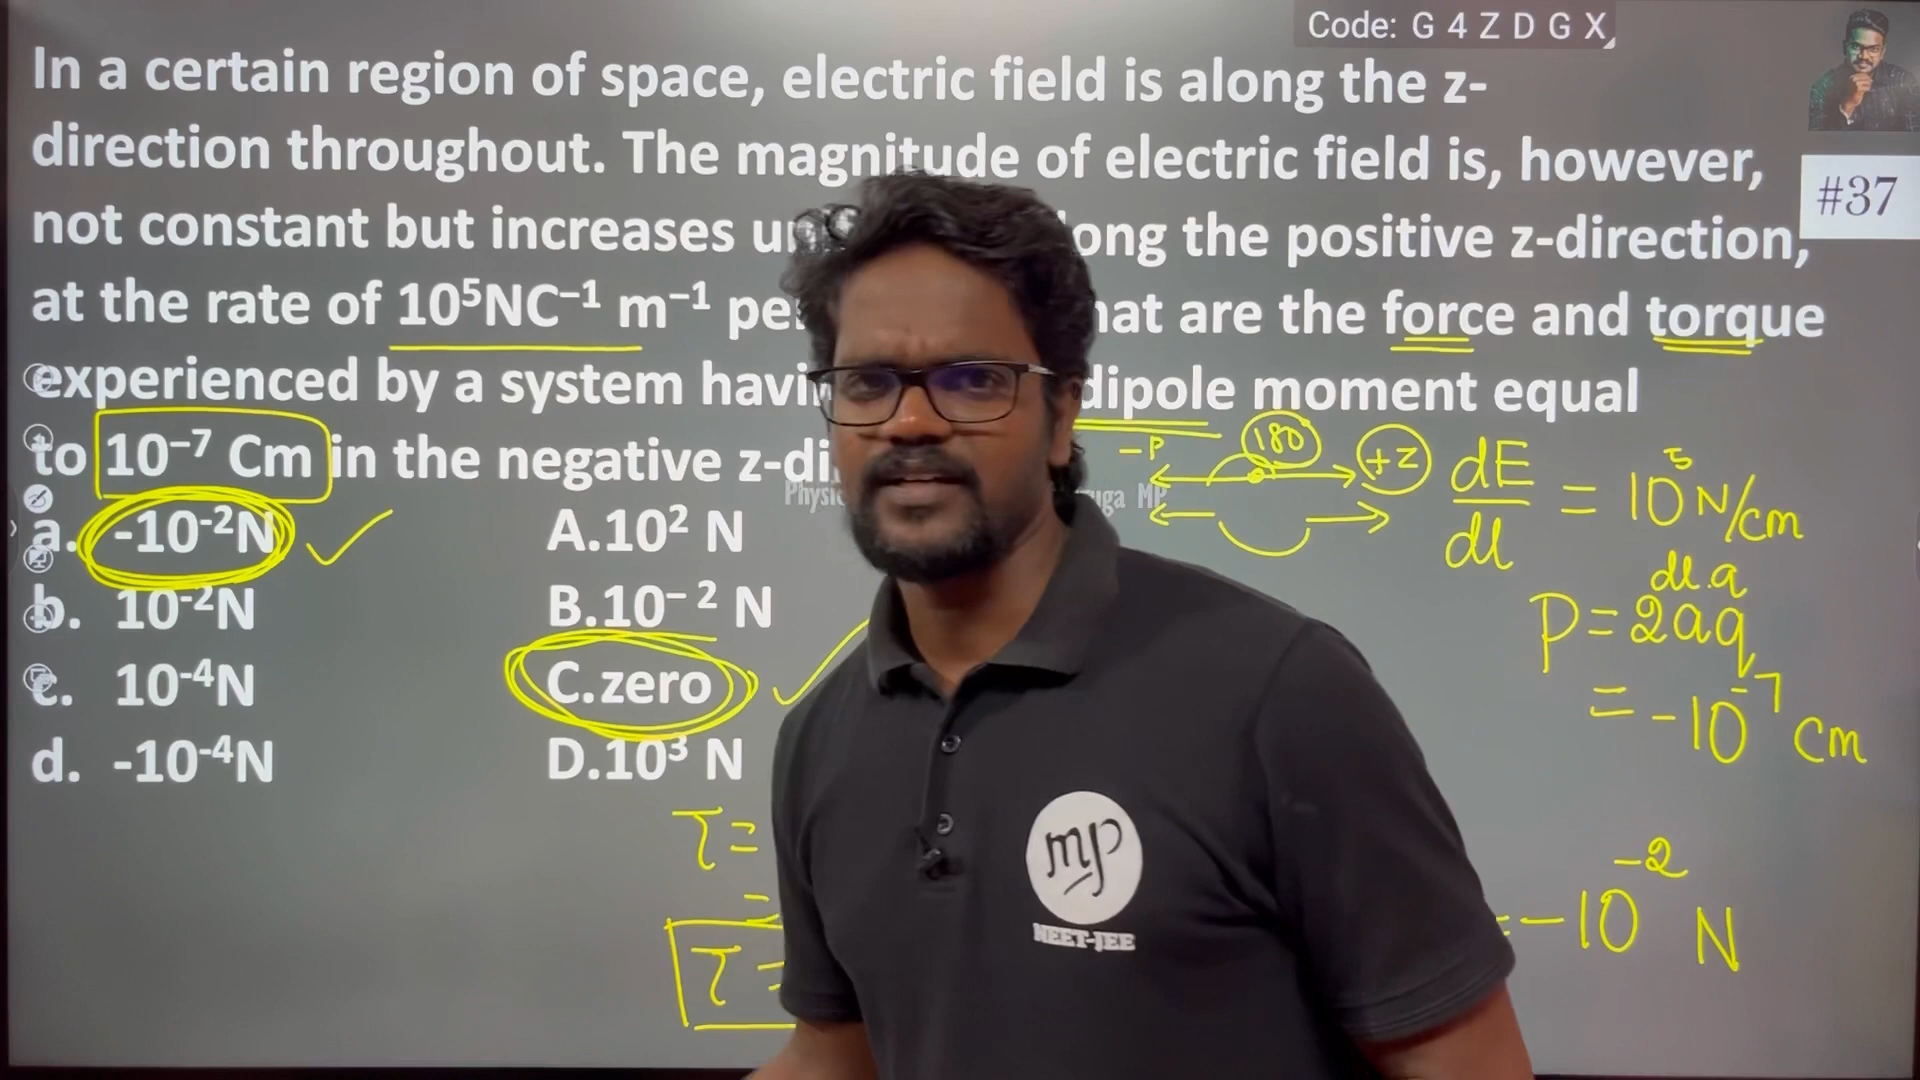 Code: G 4 Z D G X
In a certain region of space, electric field is along the z-
direction throughout. The magnitude of electric field is, however,
#37
not constant but increases ong the positive z-direction,
at the rate of 10⁵NC⁻¹ m⁻¹ pe hat are the force and torque
experienced by a system havi dipole moment equal
to 10⁻⁷ Cm in the negative z-di
-P 180 +z
dE/dl = 10⁵ N/cm
a. -10⁻²N
A.10² N
b. 10⁻²N
B.10⁻² N
c. 10⁻⁴N
C.zero
d. -10⁻⁴N
D.10³ N
dl.q
P = 2aq
= -10⁻⁷ cm
τ =
=
τ =
= -10⁻² N
mp
NEET-JEE